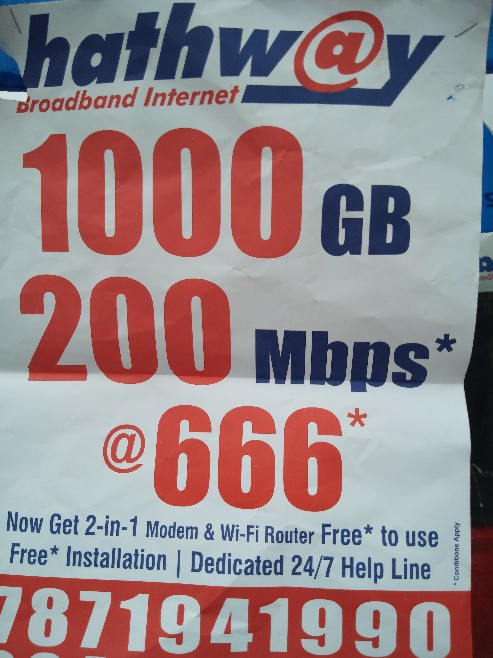 hathw@y
Broadband Internet
1000 GB
200 Mbps*
@666*
Now Get 2-in-1 Modem & Wi-Fi Router Free* to use
Free* Installation | Dedicated 24/7 Help Line
* Conditions Apply
7871941990